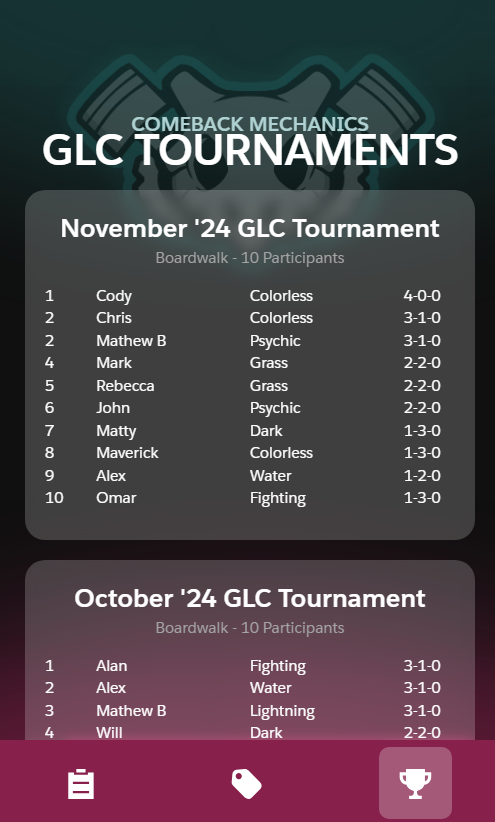 COMEBACK MECHANICS
GLC TOURNAMENTS
November '24 GLC Tournament
Boardwalk - 10 Participants
1 Cody Colorless 4-0-0
2 Chris Colorless 3-1-0
2 Mathew B Psychic 3-1-0
4 Mark Grass 2-2-0
5 Rebecca Grass 2-2-0
6 John Psychic 2-2-0
7 Matty Dark 1-3-0
8 Maverick Colorless 1-3-0
9 Alex Water 1-2-0
10 Omar Fighting 1-3-0
October '24 GLC Tournament
Boardwalk - 10 Participants
1 Alan Fighting 3-1-0
2 Alex Water 3-1-0
3 Mathew B Lightning 3-1-0
4 Will Dark 2-2-0